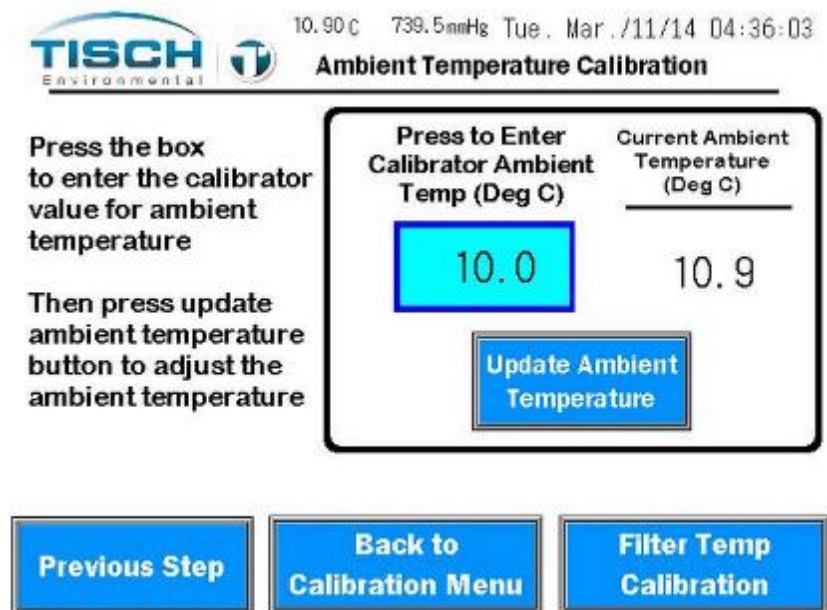 TISCH
Environmental
10.90 C 739.5mmHg Tue. Mar./11/14 04:36:03
Ambient Temperature Calibration
Press the box
to enter the calibrator
value for ambient
temperature
Then press update
ambient temperature
button to adjust the
ambient temperature
Press to Enter
Calibrator Ambient
Temp (Deg C)
10.0
Current Ambient
Temperature
(Deg C)
10.9
Update Ambient
Temperature
Previous Step
Back to
Calibration Menu
Filter Temp
Calibration